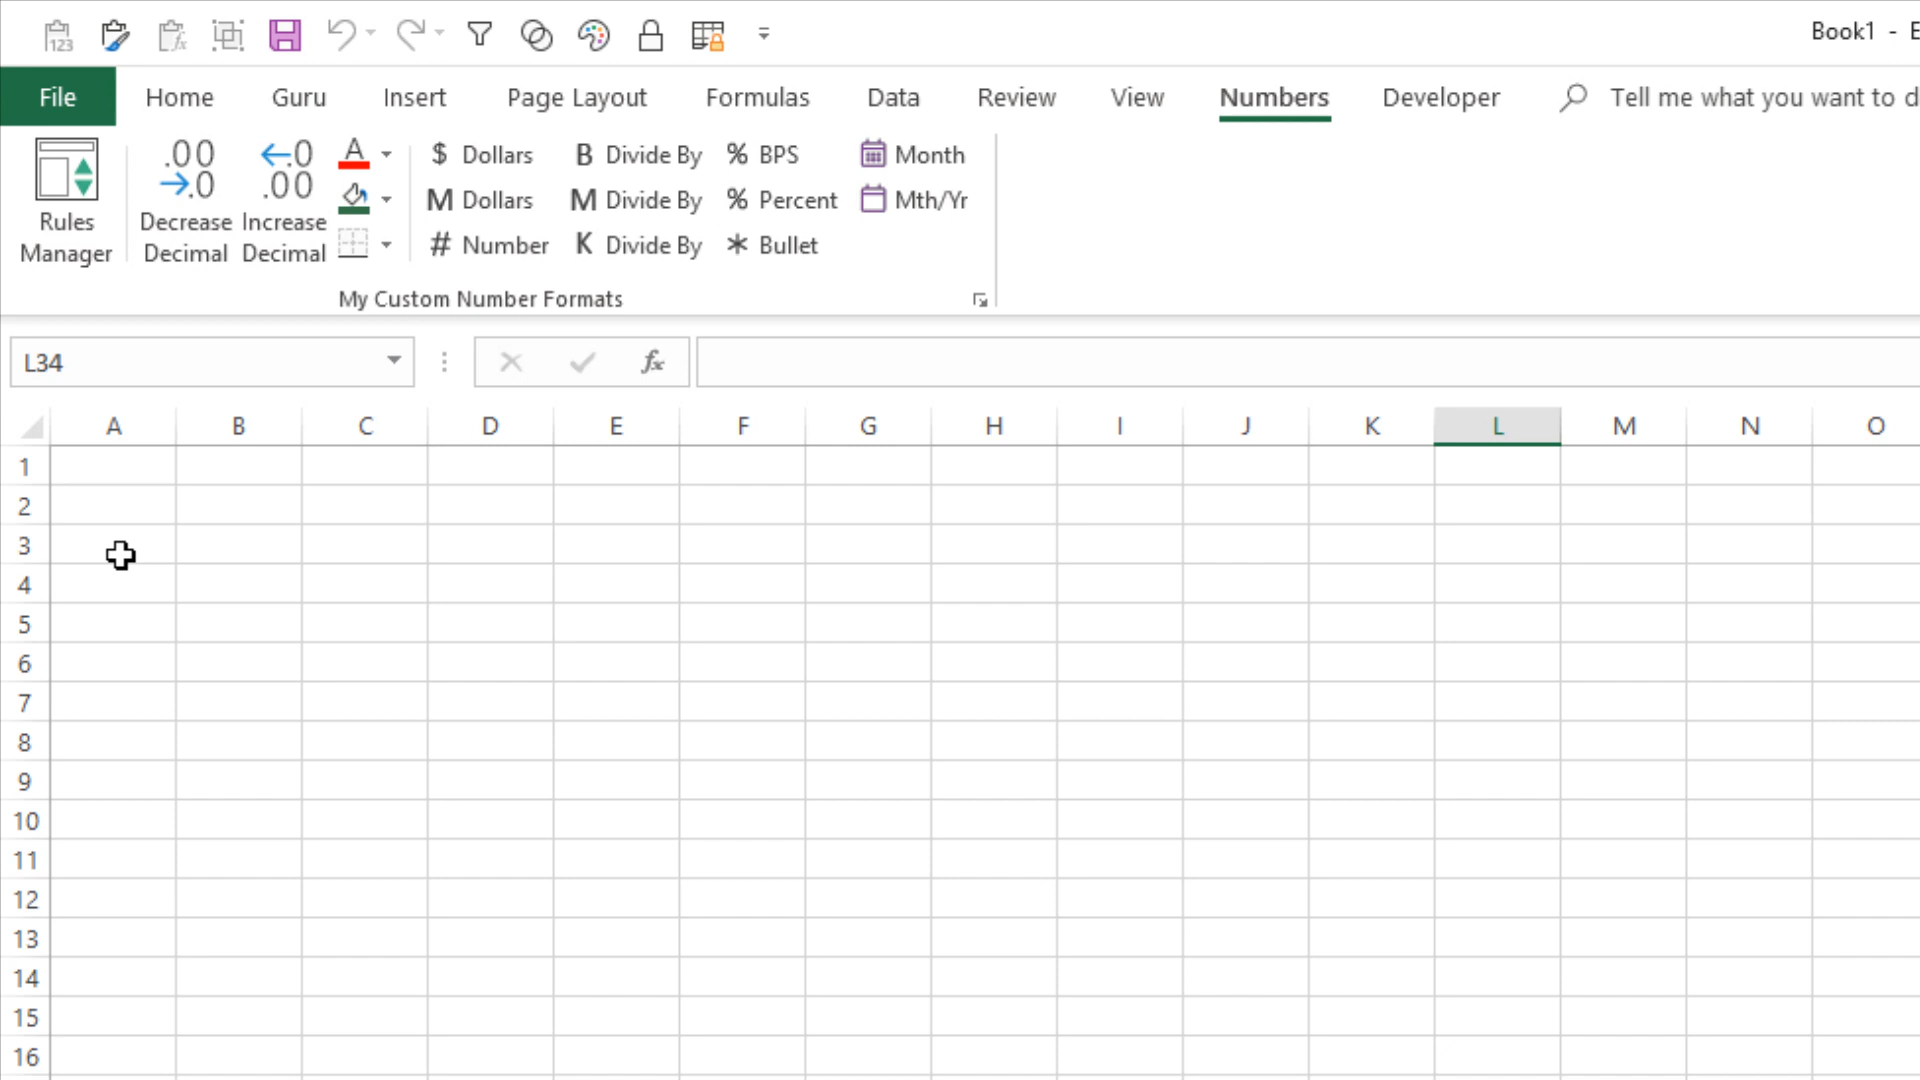 Book1 - E
File Home Guru Insert Page Layout Formulas Data Review View Numbers Developer Tell me what you want to d
.00 .0 .0 .00 A $ Dollars B Divide By % BPS Month
M Dollars M Divide By % Percent Mth/Yr
Rules Manager Decrease Decimal Increase Decimal # Number K Divide By * Bullet
My Custom Number Formats
L34 fx
A B C D E F G H I J K L M N O
1
2
3
4
5
6
7
8
9
10
11
12
13
14
15
16